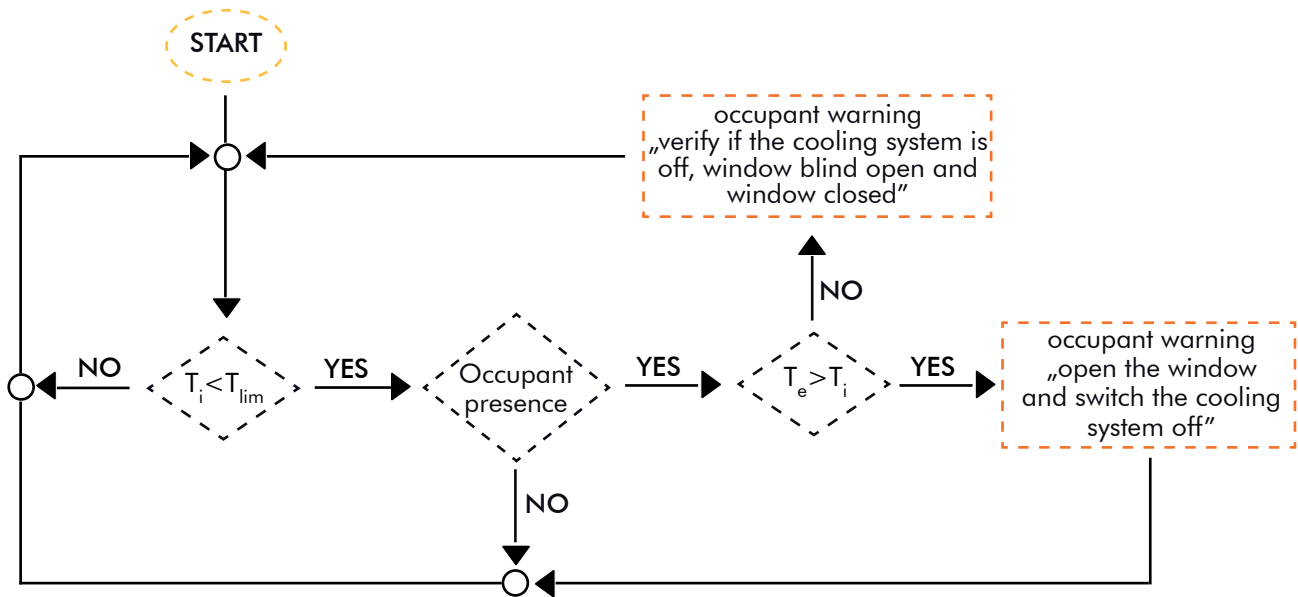 START
occupant warning
„verify if the cooling system is
off, window blind open and
window closed”
NO
NO
Ti<Tlim
YES
Occupant
presence
YES
Te>Ti
YES
occupant warning
„open the window
and switch the cooling
system off”
NO